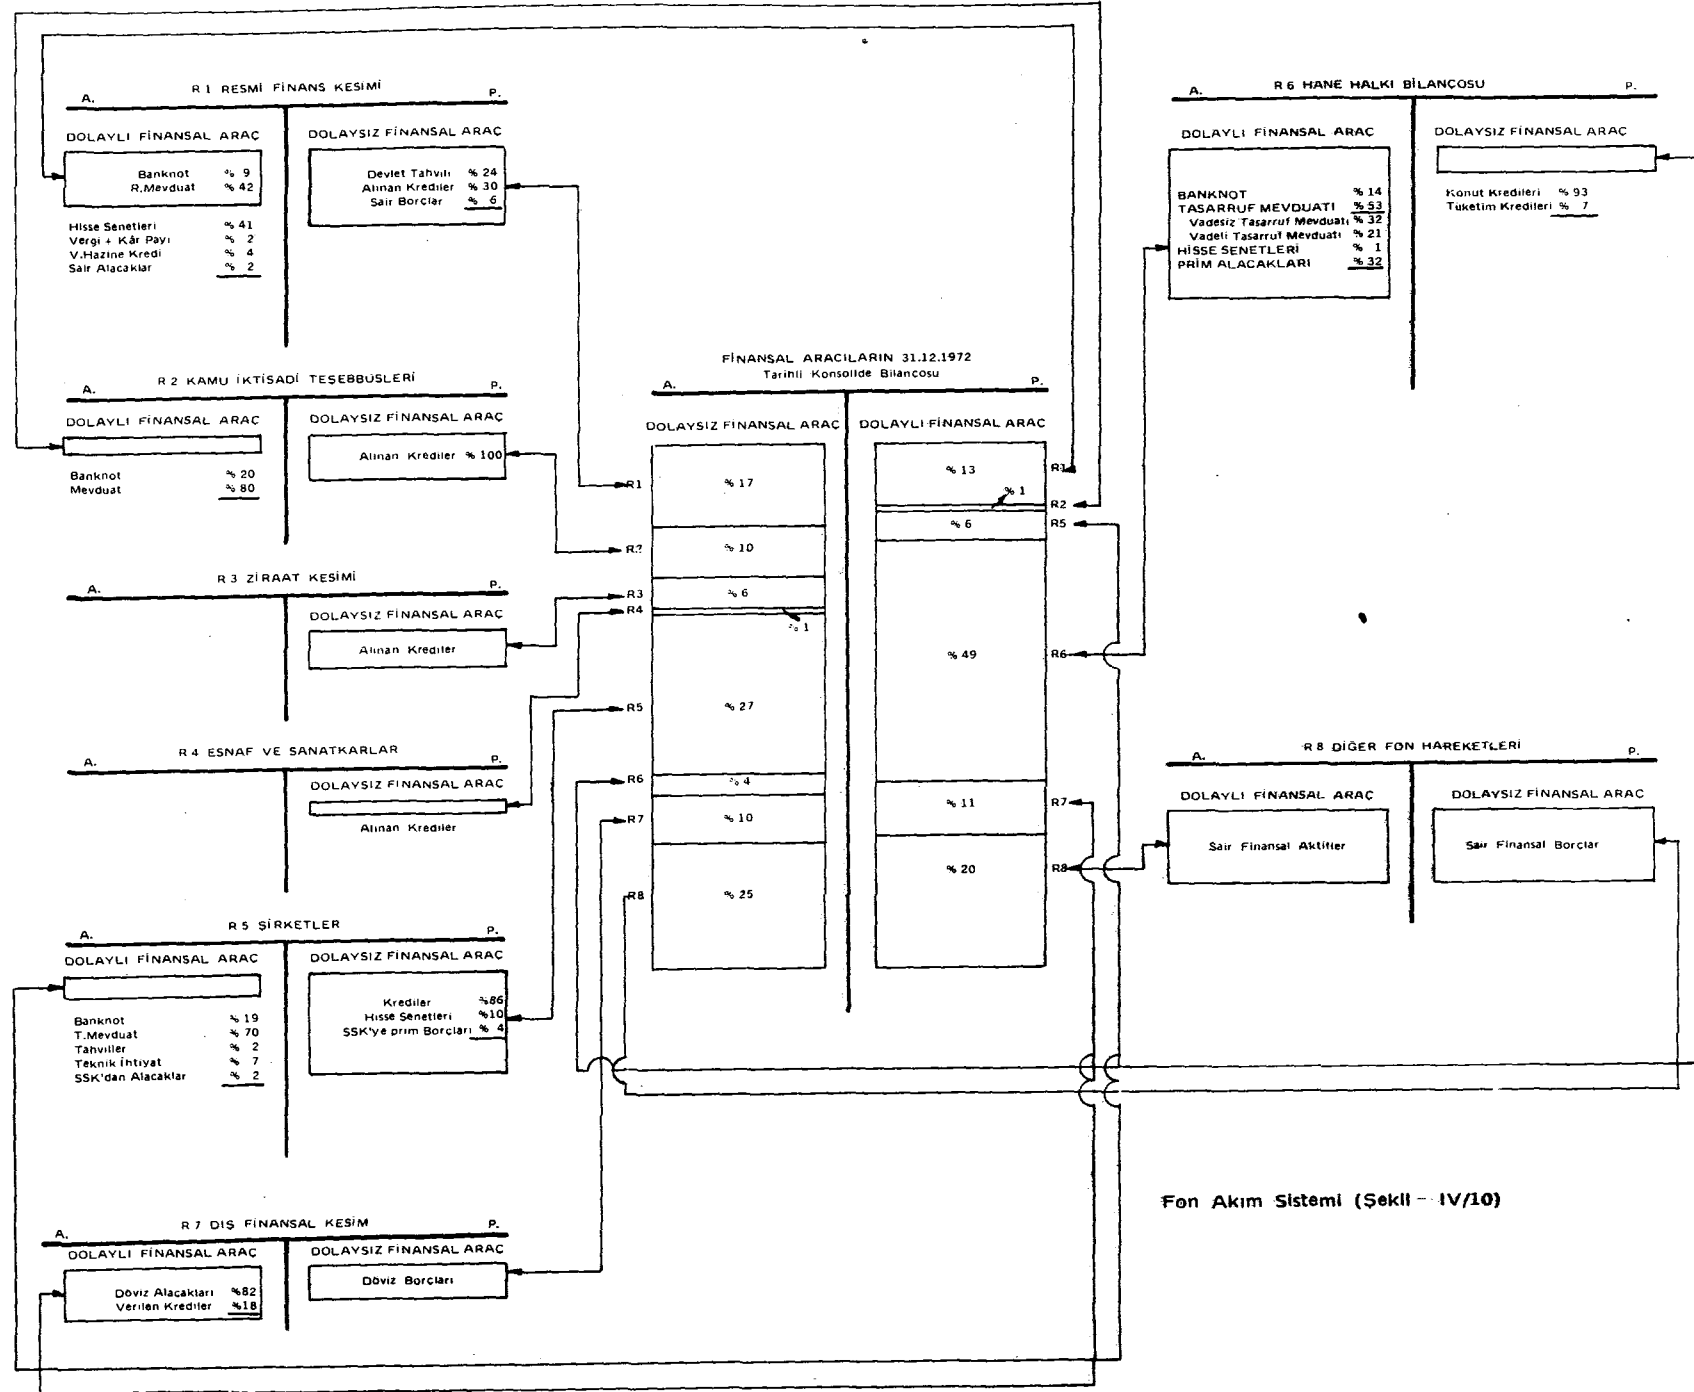 R 1 RESMİ FİNANS KESİMİ
A. P.
DOLAYLI FİNANSAL ARAÇ DOLAYSIZ FİNANSAL ARAÇ
Banknot % 9
R.Mevduat % 42
Devlet Tahvili % 24
Alınan Krediler % 30
Sair Borçlar % 6
Hisse Senetleri % 41
Vergi + Kâr Payı % 2
V.Hazine Kredi % 4
Sair Alacaklar % 2
R 2 KAMU İKTİSADİ TEŞEBBÜSLERİ
A. P.
DOLAYLI FİNANSAL ARAÇ DOLAYSIZ FİNANSAL ARAÇ
Alınan Krediler % 100
Banknot % 20
Mevduat % 80
R 3 ZİRAAT KESİMİ
A. P.
DOLAYSIZ FİNANSAL ARAÇ
Alınan Krediler
R 4 ESNAF VE SANATKARLAR
A. P.
DOLAYSIZ FİNANSAL ARAÇ
Alınan Krediler
R 5 ŞİRKETLER
A. P.
DOLAYLI FİNANSAL ARAÇ DOLAYSIZ FİNANSAL ARAÇ
Krediler %86
Hisse Senetleri %10
SSK'ye prim Borçları % 4
Banknot % 19
T.Mevduat % 70
Tahviller % 2
Teknik İhtiyat % 7
SSK'dan Alacaklar % 2
R 7 DIŞ FİNANSAL KESİM
A. P.
DOLAYLI FİNANSAL ARAÇ DOLAYSIZ FİNANSAL ARAÇ
Döviz Alacakları %82
Verilen Krediler %18
Döviz Borçları
FİNANSAL ARACILARIN 31.12.1972
Tarihli Konsolide Bilançosu
A. P.
DOLAYSIZ FİNANSAL ARAÇ DOLAYLI FİNANSAL ARAÇ
R1 % 17
R2 % 10
R3 % 6
R4 % 1
R5 % 27
R6 % 4
R7 % 10
R8 % 25
% 13 R1
% 1 R2
% 6 R5
% 49 R6
% 11 R7
% 20 R8
R 6 HANE HALKI BİLANÇOSU
A. P.
DOLAYLI FİNANSAL ARAÇ DOLAYSIZ FİNANSAL ARAÇ
BANKNOT % 14
TASARRUF MEVDUATI % 53
Vadesiz Tasarruf Mevduatı % 32
Vadeli Tasarruf Mevduatı % 21
HİSSE SENETLERİ % 1
PRİM ALACAKLARI % 32
Konut Kredileri % 93
Tüketim Kredileri % 7
R 8 DİĞER FON HAREKETLERİ
A. P.
DOLAYLI FİNANSAL ARAÇ DOLAYSIZ FİNANSAL ARAÇ
Sair Finansal Aktifler Sair Finansal Borçlar
Fon Akım Sistemi (Şekil - IV/10)